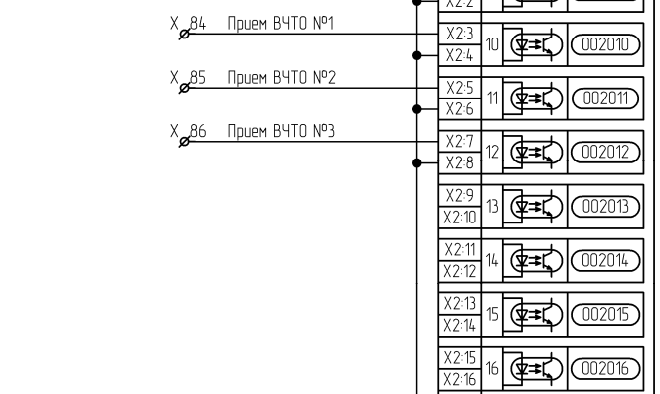 X2:2
X 84 Прием ВЧТО №1
X2:3
10
002010
X2:4
X 85 Прием ВЧТО №2
X2:5
11
002011
X2:6
X 86 Прием ВЧТО №3
X2:7
12
002012
X2:8
X2:9
13
002013
X2:10
X2:11
14
002014
X2:12
X2:13
15
002015
X2:14
X2:15
16
002016
X2:16